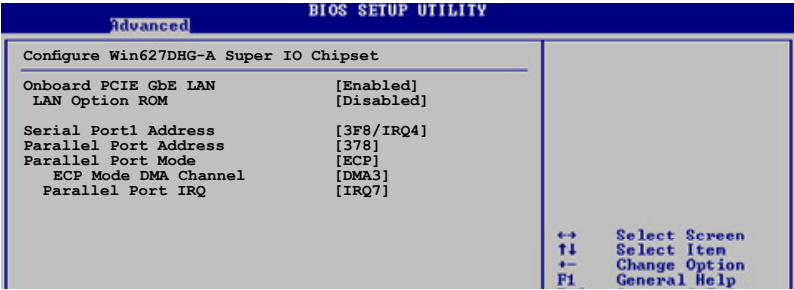 BIOS SETUP UTILITY
Advanced
Configure Win627DHG-A Super IO Chipset
Onboard PCIE GbE LAN [Enabled]
LAN Option ROM [Disabled]
Serial Port1 Address [3F8/IRQ4]
Parallel Port Address [378]
Parallel Port Mode [ECP]
ECP Mode DMA Channel [DMA3]
Parallel Port IRQ [IRQ7]
←→ Select Screen
↑↓ Select Item
+- Change Option
F1 General Help